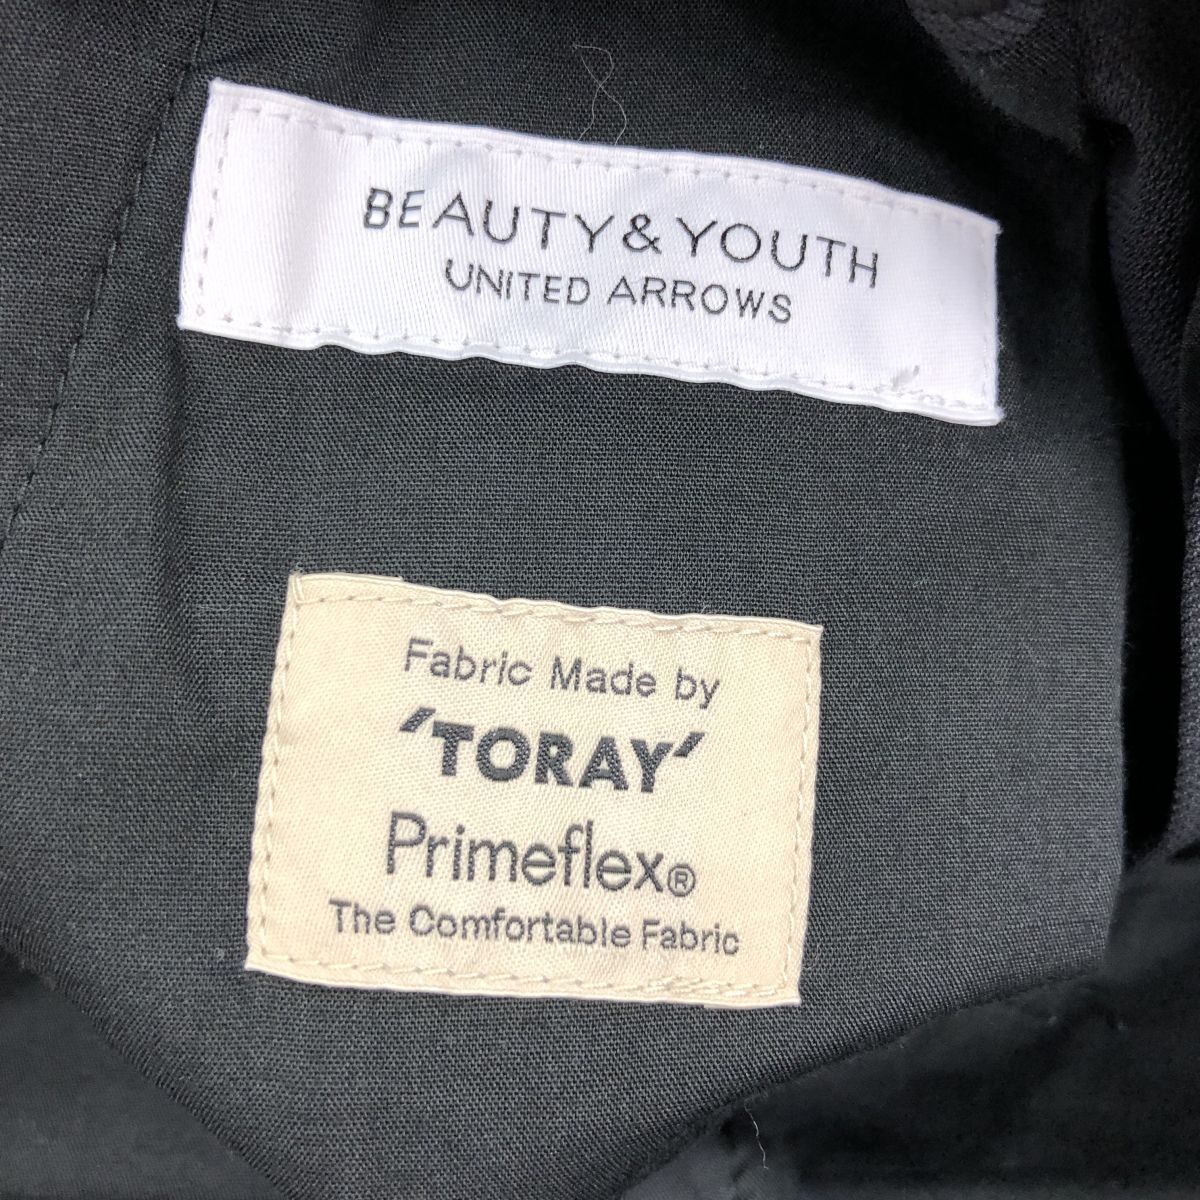 BEAUTY&YOUTH
UNITED ARROWS
Fabric Made by
'TORAY'
Primeflex®
The Comfortable Fabric